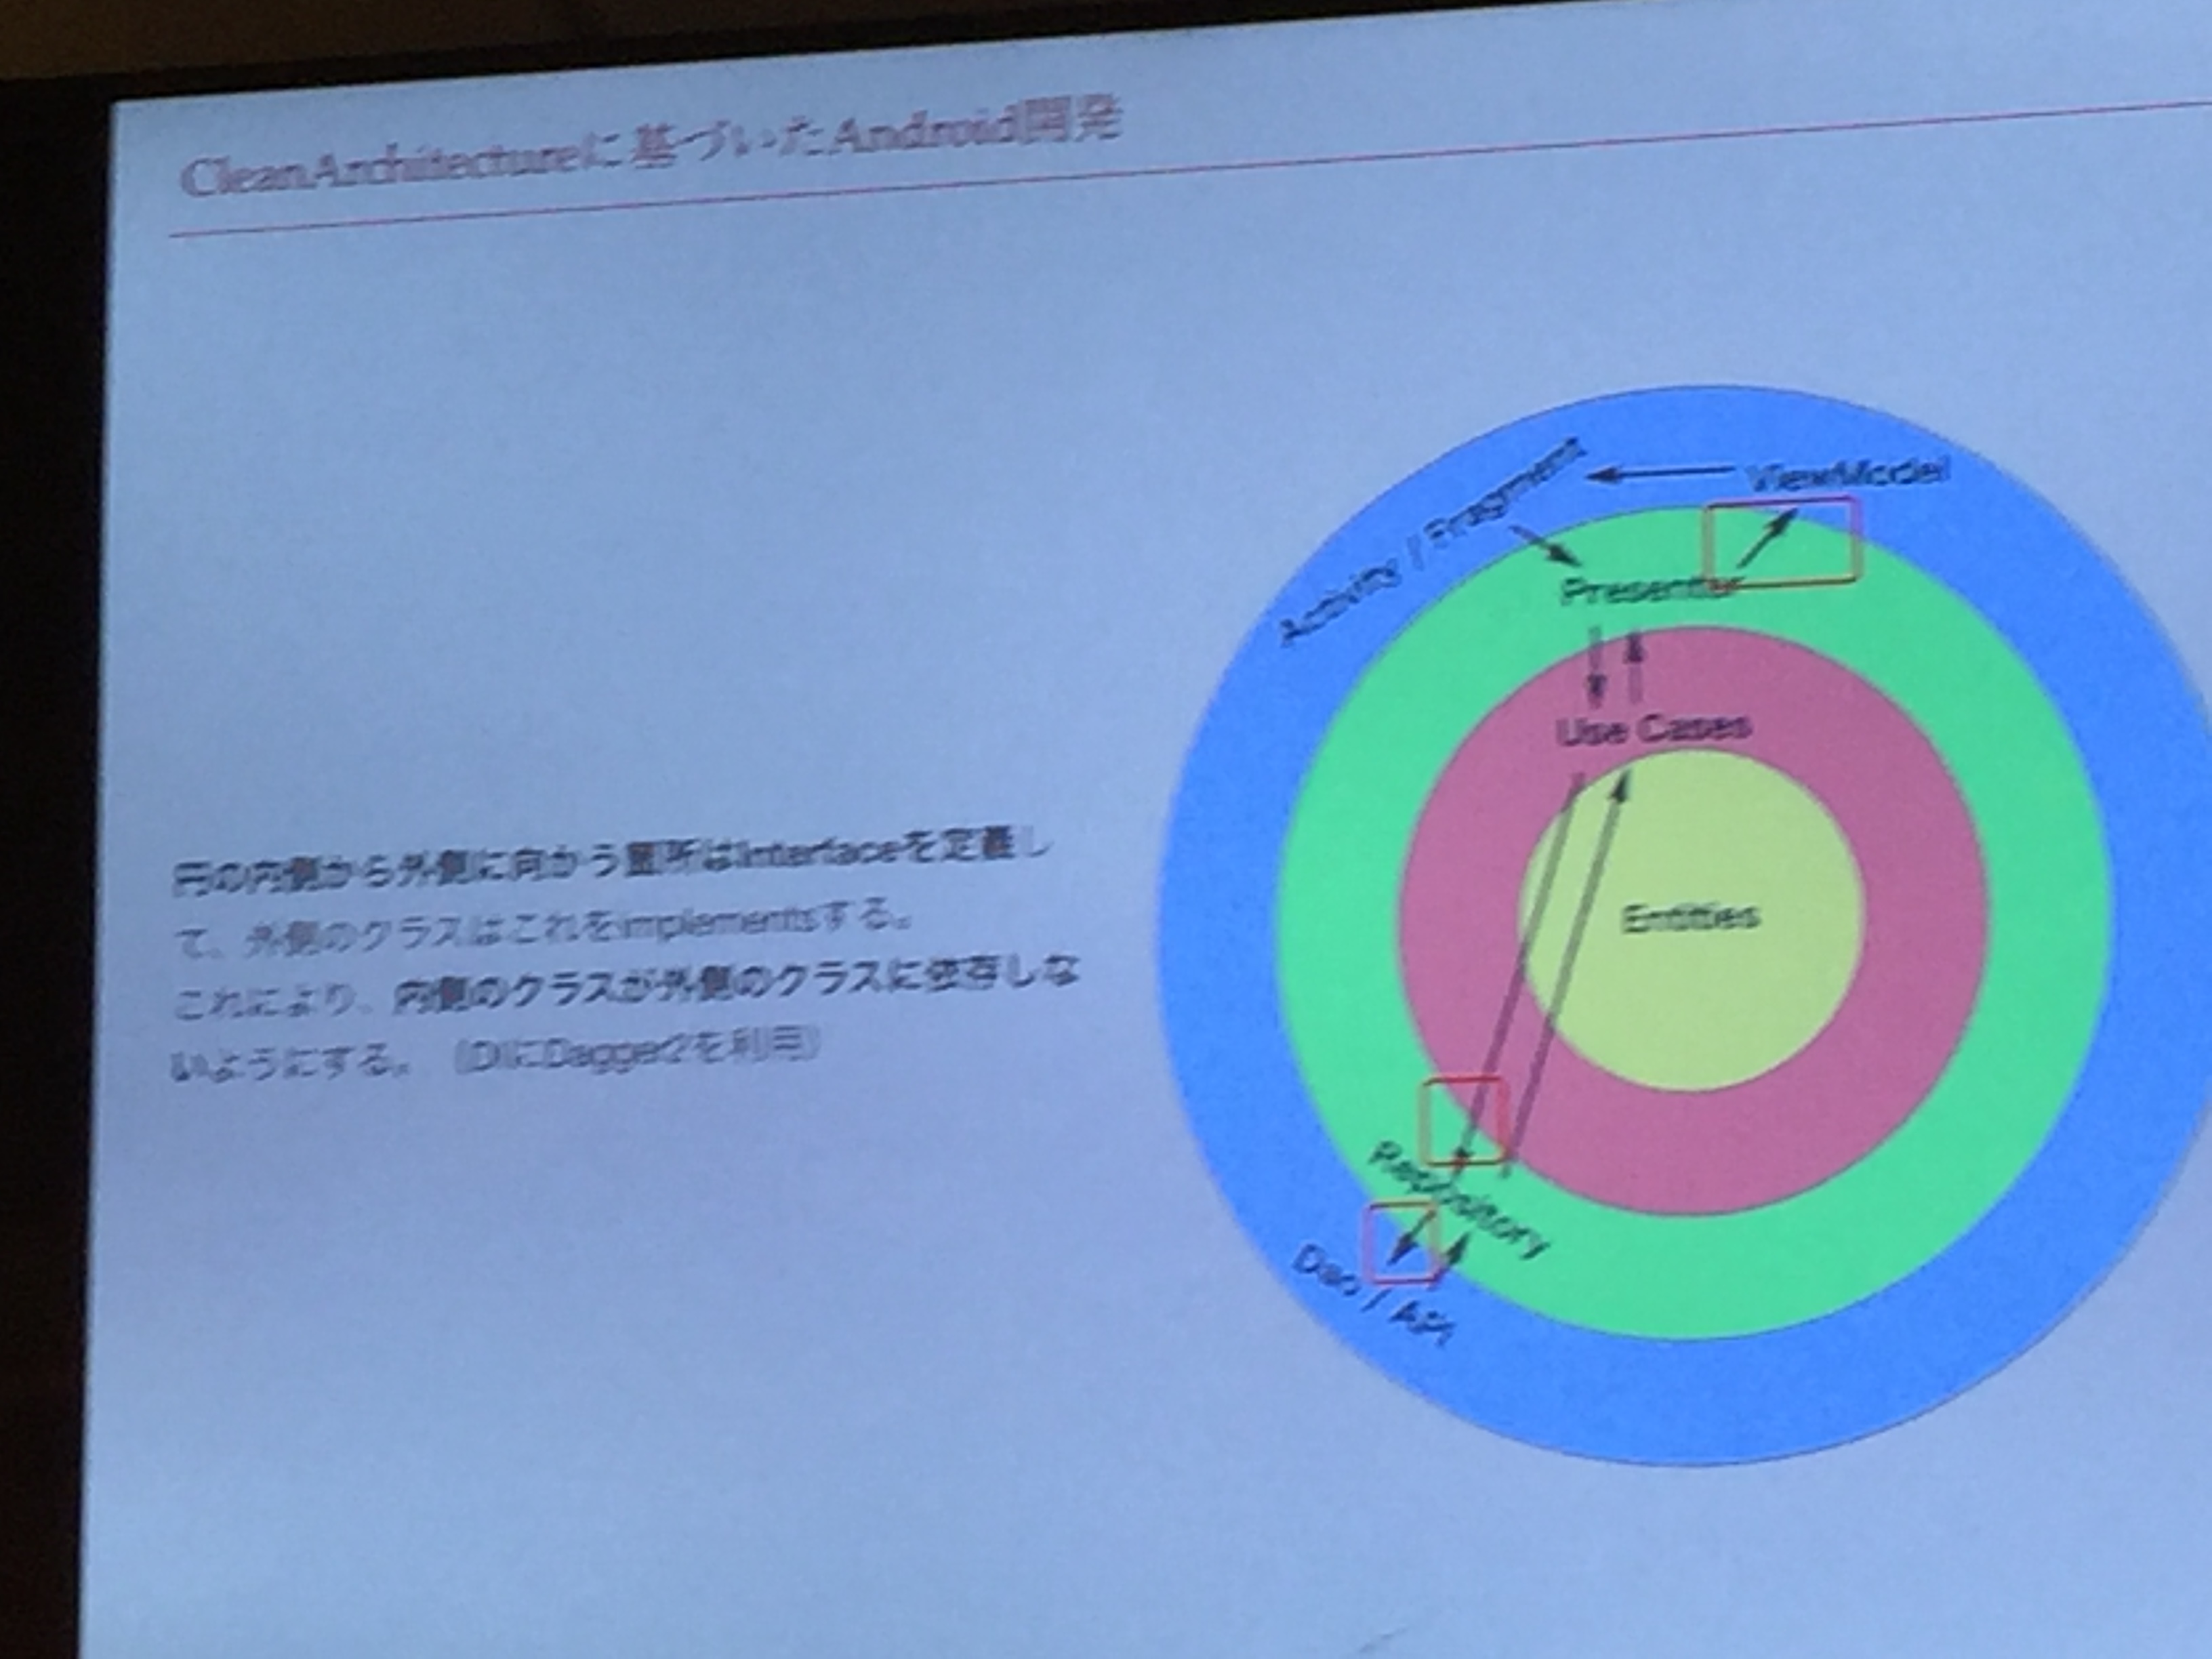 CleanArchitectureに基づいたAndroid開発
ViewModel
Activity / Fragment
Presenter
Use Cases
円の内側から外側に向かう箇所はInterfaceを定義し
て、外側のクラスはこれをimplementsする。
Entities
これにより、内側のクラスが外側のクラスに依存しな
いようにする。 (DIにDagger2を利用)
Repository
Dao / API